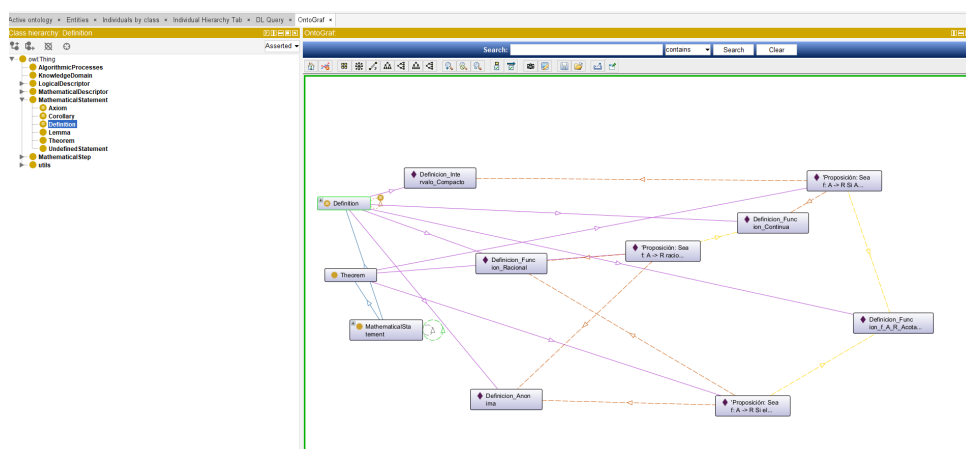 Active ontology × Entities × Individuals by class × Individual Hierarchy Tab × DL Query × OntoGraf ×
Class hierarchy: Definition
OntoGraf
Asserted
Search:
contains
Search
Clear
owl:Thing
AlgorithmicProcesses
KnowledgeDomain
LogicalDescriptor
MathematicalDescriptor
MathematicalStatement
Axiom
Corollary
Definition
Lemma
Theorem
UndefinedStatement
MathematicalStep
utils
Definicion_Inte
rvalo_Compacto
'Proposición: Sea
f: A -> R Si A...
Definition
Definicion_Func
ion_Continua
'Proposición: Sea
f: A -> R racio...
Definicion_Func
ion_Racional
Theorem
Definicion_Func
ion_f_A_R_Acota...
MathematicalSta
tement
Definicion_Anon
ima
'Proposición: Sea
f: A -> R Si el...